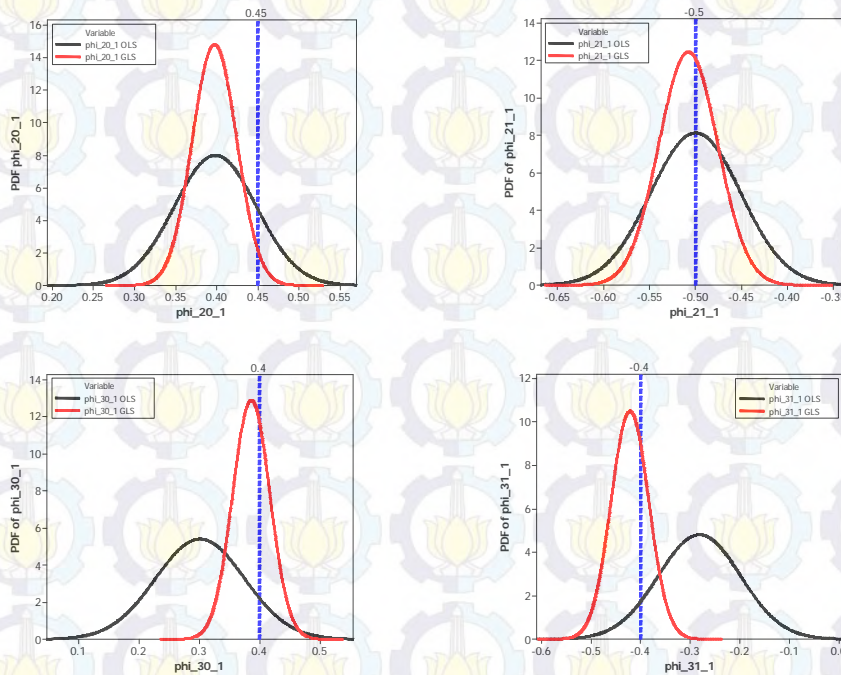 0.45
Variable
phi_20_1 OLS
phi_20_1 GLS
PDF phi_20_1
16
14
12
10
8
6
4
2
0
0.20 0.25 0.30 0.35 0.40 0.45 0.50 0.55
phi_20_1
-0.5
Variable
phi_21_1 OLS
phi_21_1 GLS
PDF of phi_21_1
14
12
10
8
6
4
2
0
-0.65 -0.60 -0.55 -0.50 -0.45 -0.40
phi_21_1
0.4
Variable
phi_30_1 OLS
phi_30_1 GLS
PDF of phi_30_1
14
12
10
8
6
4
2
0
0.1 0.2 0.3 0.4 0.5
phi_30_1
-0.4
Variable
phi_31_1 OLS
phi_31_1 GLS
PDF of phi_31_1
12
10
8
6
4
2
0
-0.6 -0.5 -0.4 -0.3 -0.2 -0.1
phi_31_1